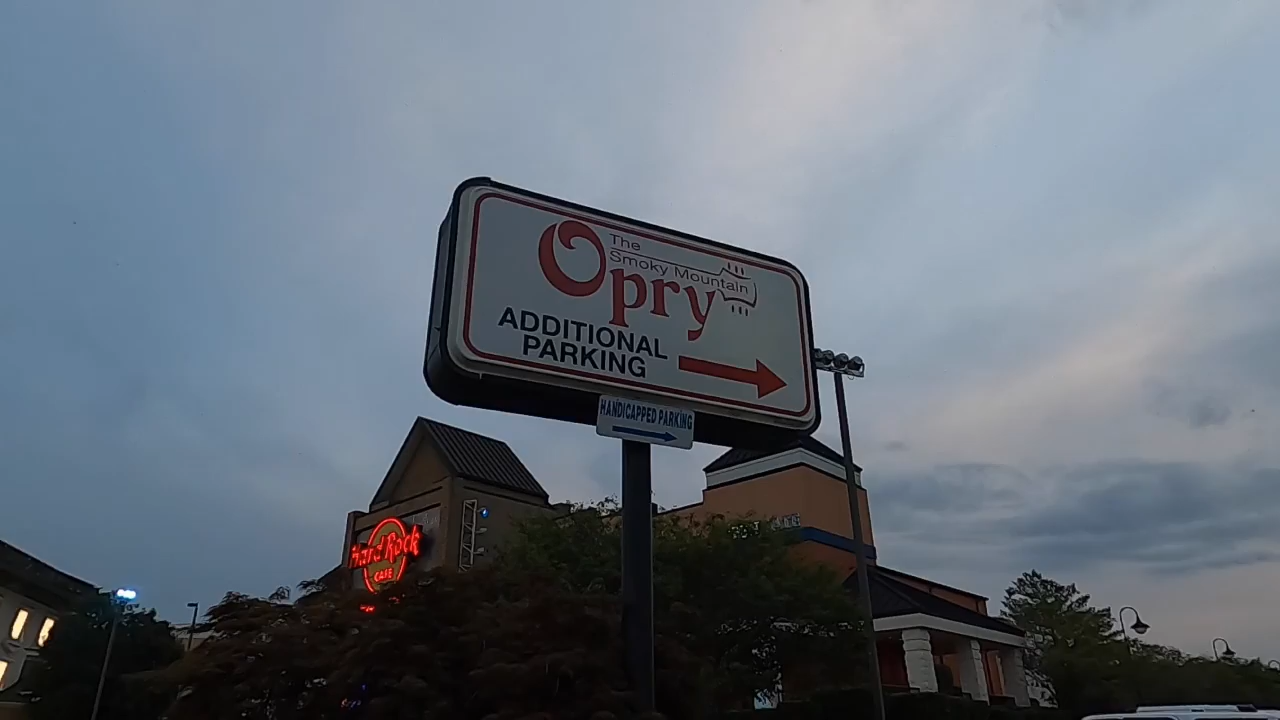 The
Smoky Mountain
Opry
ADDITIONAL
PARKING
HANDICAPPED PARKING
Hard Rock
CAFE